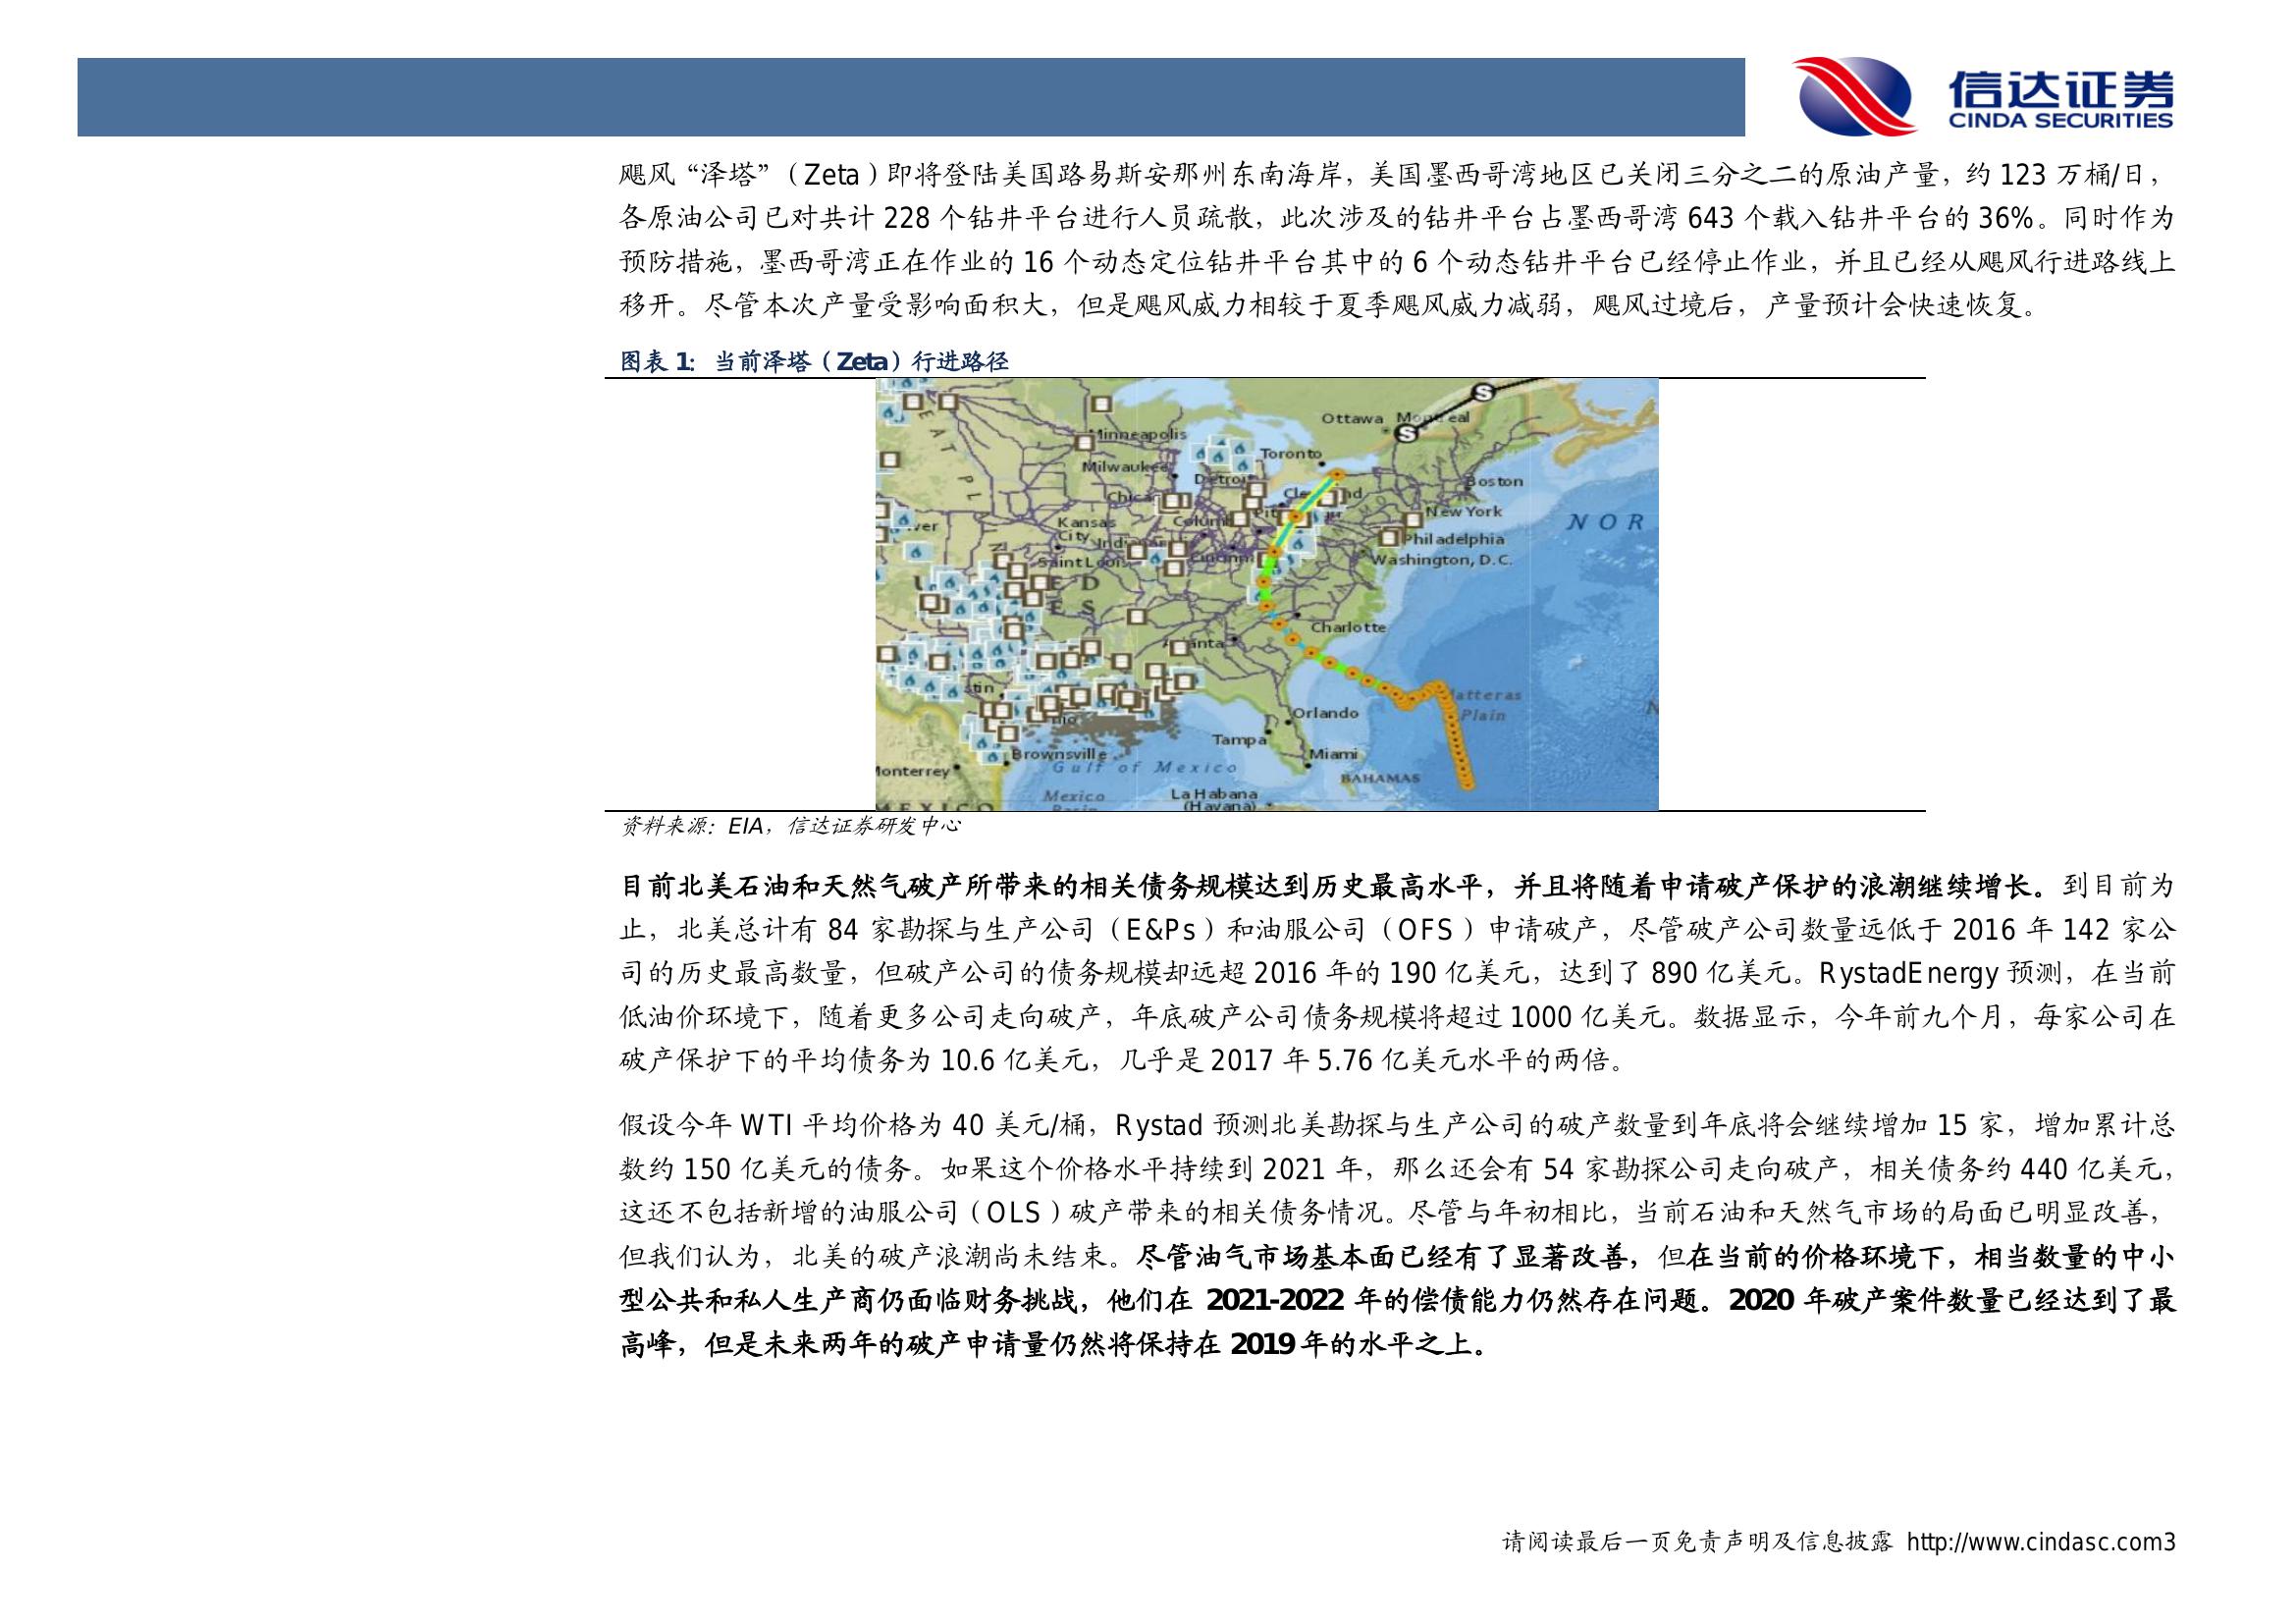 信达证券
CINDA SECURITIES
飓风“泽塔”（Zeta）即将登陆美国路易斯安那州东南海岸，美国墨西哥湾地区已关闭三分之二的原油产量，约 123 万桶/日，
各原油公司已对共计 228 个钻井平台进行人员疏散，此次涉及的钻井平台占墨西哥湾 643 个载入钻井平台的 36%。同时作为
预防措施，墨西哥湾正在作业的 16 个动态定位钻井平台其中的 6 个动态钻井平台已经停止作业，并且已经从飓风行进路线上
移开。尽管本次产量受影响面积大，但是飓风威力相较于夏季飓风威力减弱，飓风过境后，产量预计会快速恢复。
图表 1：当前泽塔（Zeta）行进路径
S
Ottawa
S
Minneapolis
Toronto
Milwaukee
Boston
New York
Kansas
City
NOR
Philadelphia
Washington, D.C.
Saint Louis
Charlotte
Orlando
Plain
Tampa
Brownsville
Miami
Gulf of Mexico
Monterrey
BAHAMAS
Mexico
La Habana
(Havana)
MEXICO
资料来源：EIA，信达证券研发中心
目前北美石油和天然气破产所带来的相关债务规模达到历史最高水平，并且将随着申请破产保护的浪潮继续增长。到目前为
止，北美总计有 84 家勘探与生产公司（E&Ps）和油服公司（OFS）申请破产，尽管破产公司数量远低于 2016 年 142 家公
司的历史最高数量，但破产公司的债务规模却远超 2016 年的 190 亿美元，达到了 890 亿美元。RystadEnergy 预测，在当前
低油价环境下，随着更多公司走向破产，年底破产公司债务规模将超过 1000 亿美元。数据显示，今年前九个月，每家公司在
破产保护下的平均债务为 10.6 亿美元，几乎是 2017 年 5.76 亿美元水平的两倍。
假设今年 WTI 平均价格为 40 美元/桶，Rystad 预测北美勘探与生产公司的破产数量到年底将会继续增加 15 家，增加累计总
数约 150 亿美元的债务。如果这个价格水平持续到 2021 年，那么还会有 54 家勘探公司走向破产，相关债务约 440 亿美元，
这还不包括新增的油服公司（OLS）破产带来的相关债务情况。尽管与年初相比，当前石油和天然气市场的局面已明显改善，
但我们认为，北美的破产浪潮尚未结束。尽管油气市场基本面已经有了显著改善，但在当前的价格环境下，相当数量的中小
型公共和私人生产商仍面临财务挑战，他们在 2021-2022 年的偿债能力仍然存在问题。2020 年破产案件数量已经达到了最
高峰，但是未来两年的破产申请量仍然将保持在 2019 年的水平之上。
请阅读最后一页免责声明及信息披露 http://www.cindasc.com3